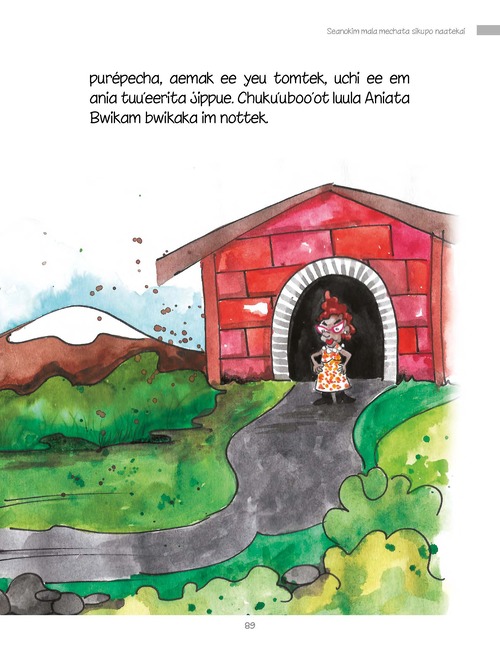 Seanokim mala mechata sikupo naatekai
purépecha, aemak ee yeu tomtek, uchi ee em
ania tuu'eerita jippue. Chuku'uboo'ot luula Aniata
Bwikam bwikaka im nottek.
89